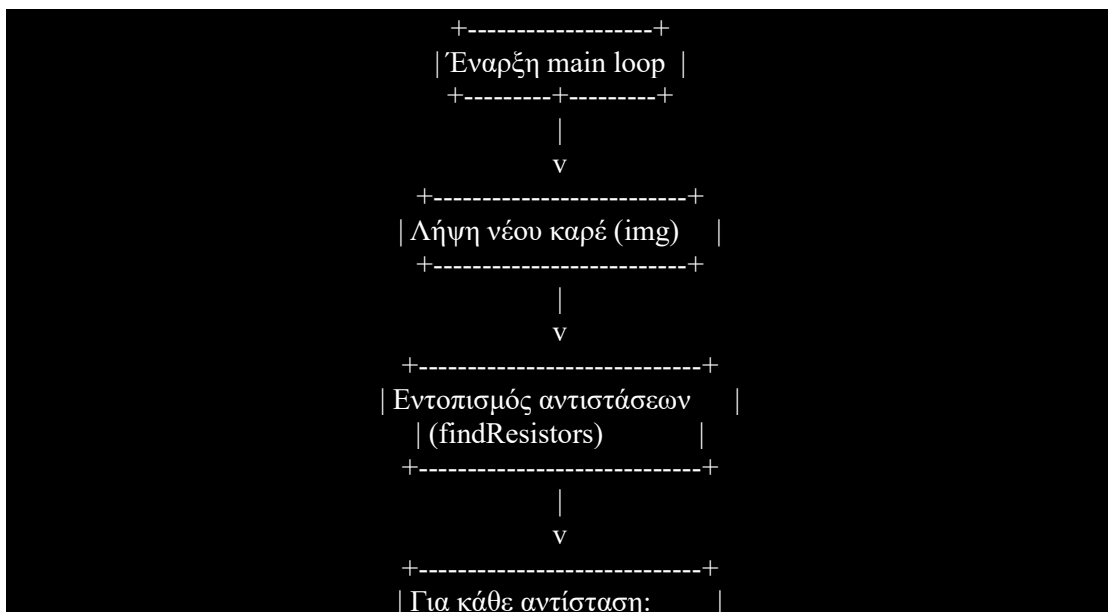 +-------------------+
| Έναρξη main loop |
+---------+---------+
|
v
+--------------------------+
| Λήψη νέου καρέ (img) |
+--------------------------+
|
v
+-----------------------------+
| Εντοπισμός αντιστάσεων |
| (findResistors) |
+-----------------------------+
|
v
+-----------------------------+
| Για κάθε αντίσταση: |